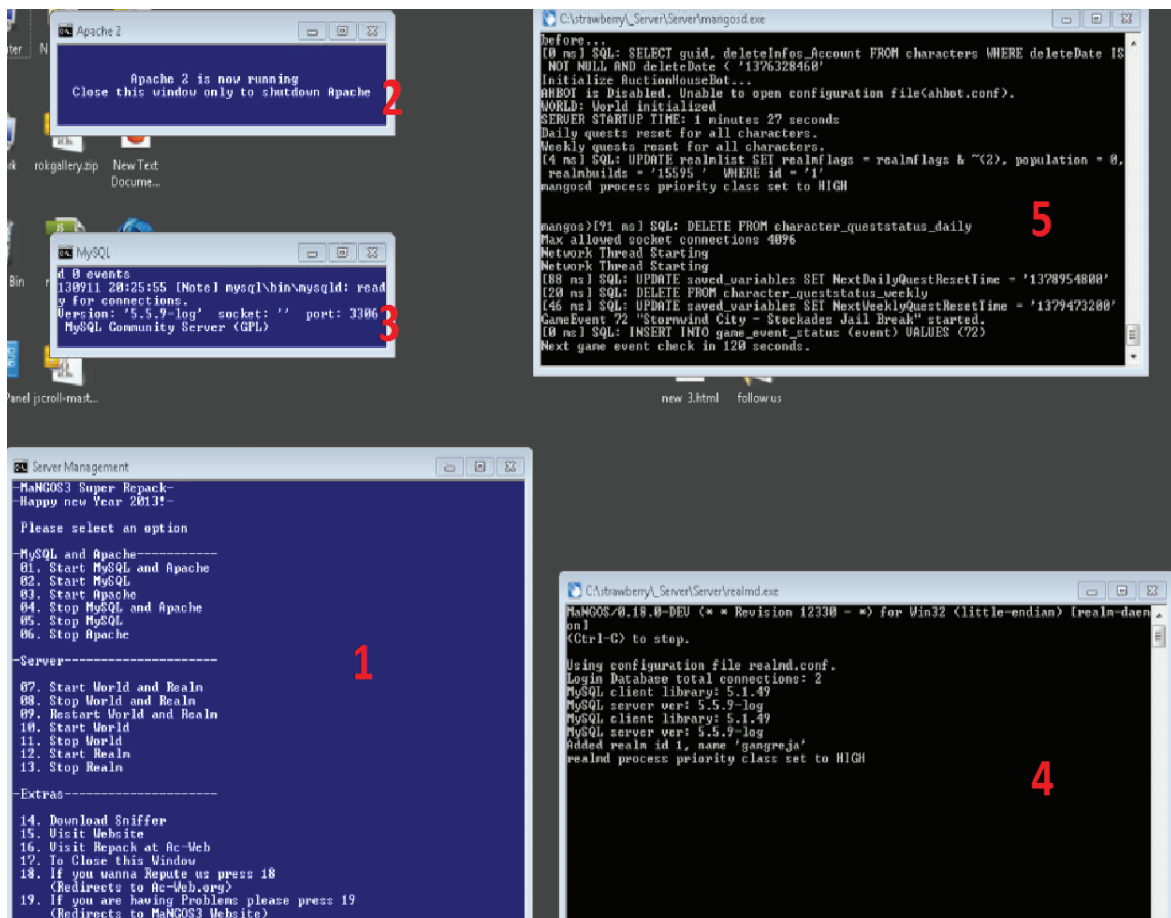 Apache 2
Apache 2 is now running
Close this window only to shutdown Apache
2
rokgallery.zip
New Text
Docume...
MySQL
d 0 events
130911 20:25:55 [Note] mysql\bin\mysqld: read
y for connections.
Version: '5.5.9-log'  socket: ''  port: 3306
MySQL Community Server (GPL)
3
Bin
Panel
jscroll-mast...
C:\strawberry\_Server\Server\mangosd.exe
before...
[0 ms] SQL: SELECT guid, deleteInfos_Account FROM characters WHERE deleteDate IS
NOT NULL AND deleteDate < '1376328460'
Initialize AuctionHouseBot...
AHBOT is Disabled. Unable to open configuration file(ahbot.conf).
WORLD: World initialized
SERVER STARTUP TIME: 1 minutes 27 seconds
Daily quests reset for all characters.
Weekly quests reset for all characters.
[4 ms] SQL: UPDATE realmlist SET realmflags = realmflags & ~(2), population = 0,
realmbuilds = '15595 '  WHERE id = '1'
mangosd process priority class set to HIGH
mangos>[91 ms] SQL: DELETE FROM character_queststatus_daily
Max allowed socket connections 4096
Network Thread Starting
Network Thread Starting
[88 ms] SQL: UPDATE saved_variables SET NextDailyQuestResetTime = '1378954800'
[20 ms] SQL: DELETE FROM character_queststatus_weekly
[46 ms] SQL: UPDATE saved_variables SET NextWeeklyQuestResetTime = '1379473200'
GameEvent 72 "Stormwind City - Stockades Jail Break" started.
[0 ms] SQL: INSERT INTO game_event_status (event) VALUES (72)
Next game event check in 120 seconds.
5
new 3.html
follow us
Server Management
-MaNGOS3 Super Repack-
-Happy new Year 2013!-
Please select an option
-MySQL and Apache-----------
01. Start MySQL and Apache
02. Start MySQL
03. Start Apache
04. Stop MySQL and Apache
05. Stop MySQL
06. Stop Apache
-Server---------------------
07. Start World and Realm
08. Stop World and Realm
09. Restart World and Realm
10. Start World
11. Stop World
12. Start Realm
13. Stop Realm
-Extras---------------------
14. Download Sniffer
15. Visit Website
16. Visit Repack at Ac-Web
17. To Close this Window
18. If you wanna Repute us press 18
(Redirects to Ac-Web.org)
19. If you are having Problems please press 19
(Redirects to MaNGOS3 Website)
1
C:\strawberry\_Server\Server\realmd.exe
MaNGOS/0.18.0-DEV (* * Revision 12330 - *) for Win32 (little-endian) [realm-daem
on]
<Ctrl-C> to stop.
Using configuration file realmd.conf.
Login Database total connections: 2
MySQL client library: 5.1.49
MySQL server ver: 5.5.9-log
MySQL client library: 5.1.49
MySQL server ver: 5.5.9-log
Added realm id 1, name 'gangreja'
realmd process priority class set to HIGH
4